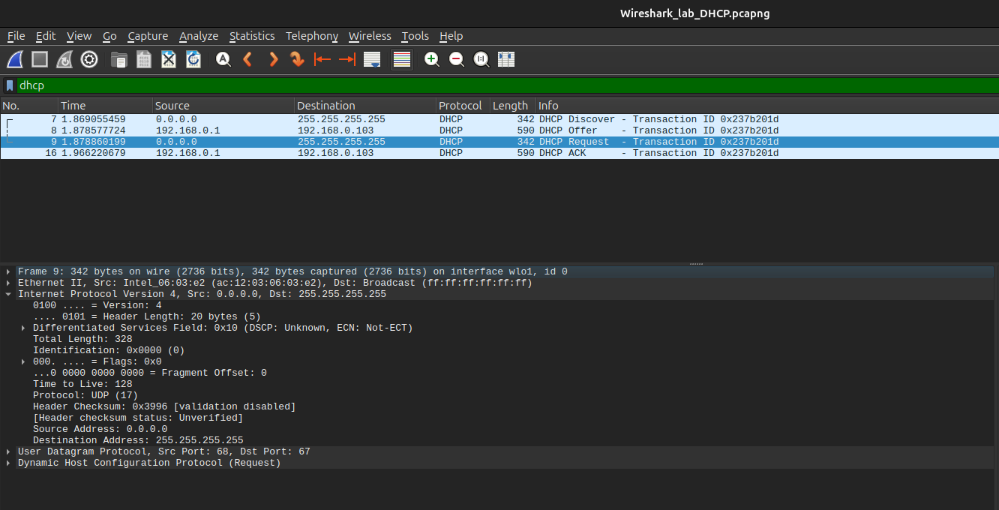 Wireshark_lab_DHCP.pcapng
File Edit View Go Capture Analyze Statistics Telephony Wireless Tools Help
dhcp
No. Time Source Destination Protocol Length Info
7 1.869055459 0.0.0.0 255.255.255.255 DHCP 342 DHCP Discover - Transaction ID 0x237b201d
8 1.878577724 192.168.0.1 192.168.0.103 DHCP 590 DHCP Offer - Transaction ID 0x237b201d
9 1.878860199 0.0.0.0 255.255.255.255 DHCP 342 DHCP Request - Transaction ID 0x237b201d
16 1.966220679 192.168.0.1 192.168.0.103 DHCP 590 DHCP ACK - Transaction ID 0x237b201d
Frame 9: 342 bytes on wire (2736 bits), 342 bytes captured (2736 bits) on interface wlo1, id 0
Ethernet II, Src: Intel_06:03:e2 (ac:12:03:06:03:e2), Dst: Broadcast (ff:ff:ff:ff:ff:ff)
Internet Protocol Version 4, Src: 0.0.0.0, Dst: 255.255.255.255
0100 .... = Version: 4
.... 0101 = Header Length: 20 bytes (5)
Differentiated Services Field: 0x10 (DSCP: Unknown, ECN: Not-ECT)
Total Length: 328
Identification: 0x0000 (0)
000. .... = Flags: 0x0
...0 0000 0000 0000 = Fragment Offset: 0
Time to Live: 128
Protocol: UDP (17)
Header Checksum: 0x3996 [validation disabled]
[Header checksum status: Unverified]
Source Address: 0.0.0.0
Destination Address: 255.255.255.255
User Datagram Protocol, Src Port: 68, Dst Port: 67
Dynamic Host Configuration Protocol (Request)